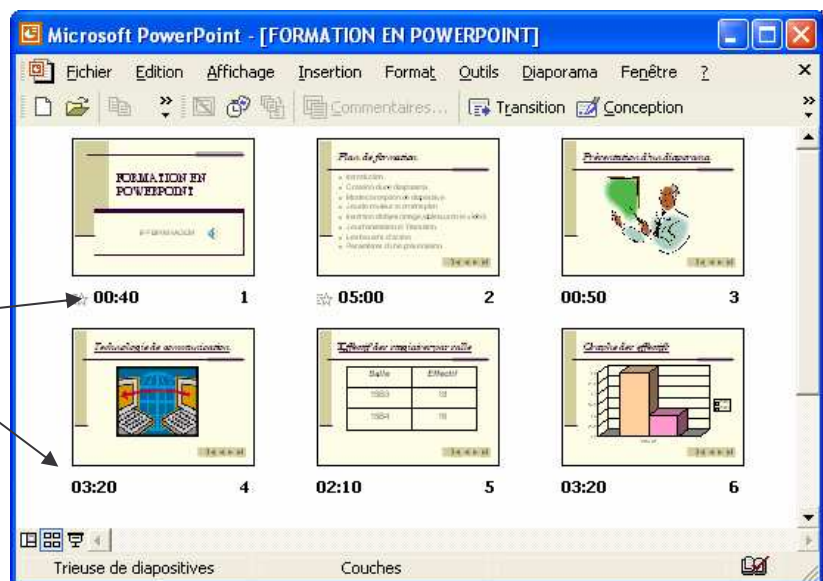 Microsoft PowerPoint - [FORMATION EN POWERPOINT]
Fichier Edition Affichage Insertion Format Outils Diaporama Fenêtre ?
Commentaires... Transition Conception
FORMATION EN
POWERPOINT
Plan de formation
Présentation d'un diaporama
00:40 1
05:00 2
00:50 3
Technologie de communication
Effectif des stagiaires par salle
Salle Effectif
Graphe des effectifs
03:20 4
02:10 5
03:20 6
Trieuse de diapositives Couches